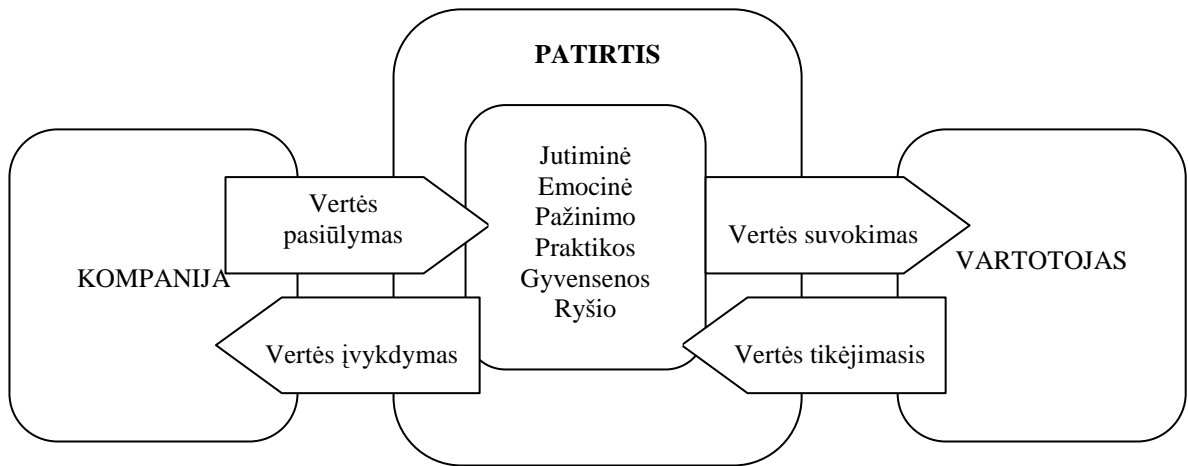 PATIRTIS
KOMPANIJA
Vertės
pasiūlymas
Vertės įvykdymas
Jutiminė
Emocinė
Pažinimo
Praktikos
Gyvensenos
Ryšio
Vertės suvokimas
Vertės tikėjimasis
VARTOTOJAS